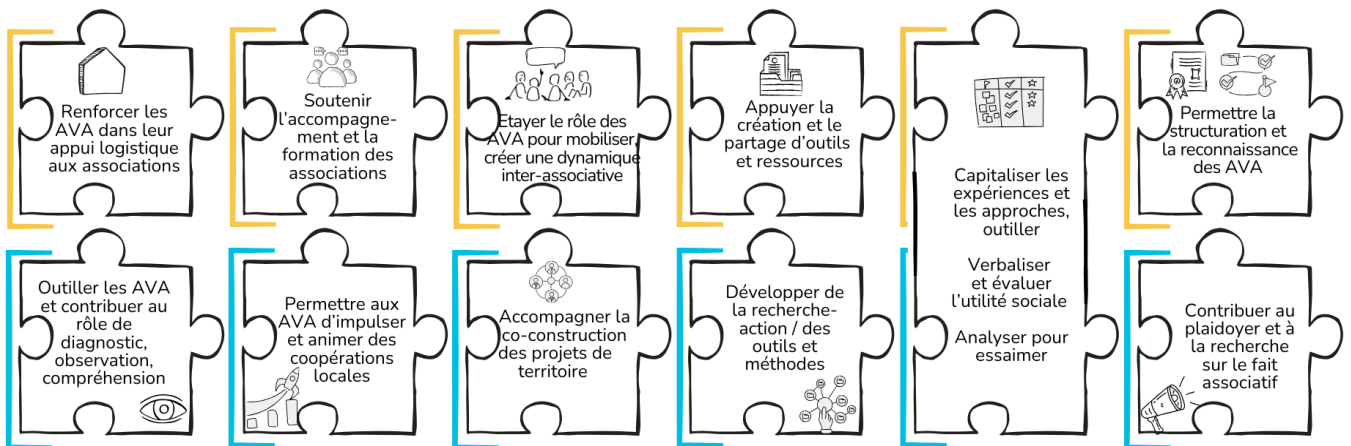 Renforcer les
AVA dans leur
appui logistique
aux associations
Soutenir
l'accompagne-
ment et la
formation des
associations
Etayer le rôle des
AVA pour mobiliser,
créer une dynamique
inter-associative
Appuyer la
création et le
partage d'outils
et ressources
Capitaliser les
expériences et
les approches,
outiller
Verbaliser
et évaluer
l'utilité sociale
Analyser pour
essaimer
Permettre la
structuration et
la reconnaissance
des AVA
Outiller les AVA
et contribuer au
rôle de
diagnostic,
observation,
compréhension
Permettre aux
AVA d'impulser
et animer des
coopérations
locales
Accompagner la
co-construction
des projets de
territoire
Développer de
la recherche-
action / des
outils et
méthodes
Contribuer au
plaidoyer et à
la recherche
sur le fait
associatif